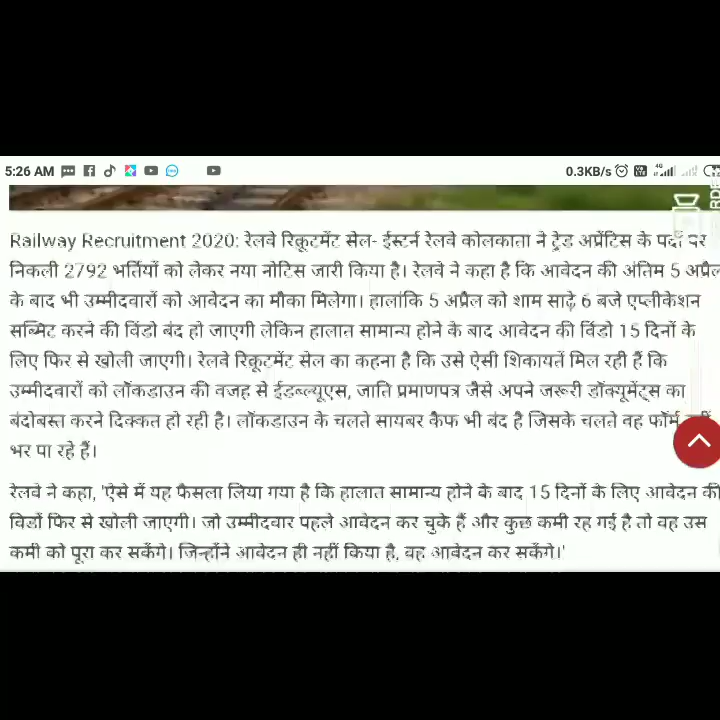 5:26 AM
0.3KB/s
Railway Recruitment 2020: रेलवे रिक्रूटमेंट सेल- ईस्टर्न रेलवे कोलकाता ने ट्रेड अप्रेंटिस के पदों पर
निकली 2792 भर्तियों को लेकर नया नोटिस जारी किया है। रेलवे ने कहा है कि आवेदन की अंतिम 5 अप्रैल
के बाद भी उम्मीदवारों को आवेदन का मौका मिलेगा। हालांकि 5 अप्रैल को शाम साढ़े 6 बजे एप्लीकेशन
सब्मिट करने की विंडो बंद हो जाएगी लेकिन हालात सामान्य होने के बाद आवेदन की विंडो 15 दिनों के
लिए फिर से खोली जाएगी। रेलवे रिक्रूटमेंट सेल का कहना है कि उसे ऐसी शिकायतें मिल रही हैं कि
उम्मीदवारों को लॉकडाउन की वजह से ईडब्ल्यूएस, जाति प्रमाणपत्र जैसे अपने जरूरी डॉक्यूमेंट्स का
बंदोबस्त करने दिक्कत हो रही है। लॉकडाउन के चलते सायबर कैफ भी बंद है जिसके चलते वह फॉर्म
भर पा रहे हैं।
रेलवे ने कहा, 'ऐसे में यह फैसला लिया गया है कि हालात सामान्य होने के बाद 15 दिनों के लिए आवेदन की
विडों फिर से खोली जाएगी। जो उम्मीदवार पहले आवेदन कर चुके हैं और कुछ कमी रह गई है तो वह उस
कमी को पूरा कर सकेंगे। जिन्होंने आवेदन ही नहीं किया है, वह आवेदन कर सकेंगे।'